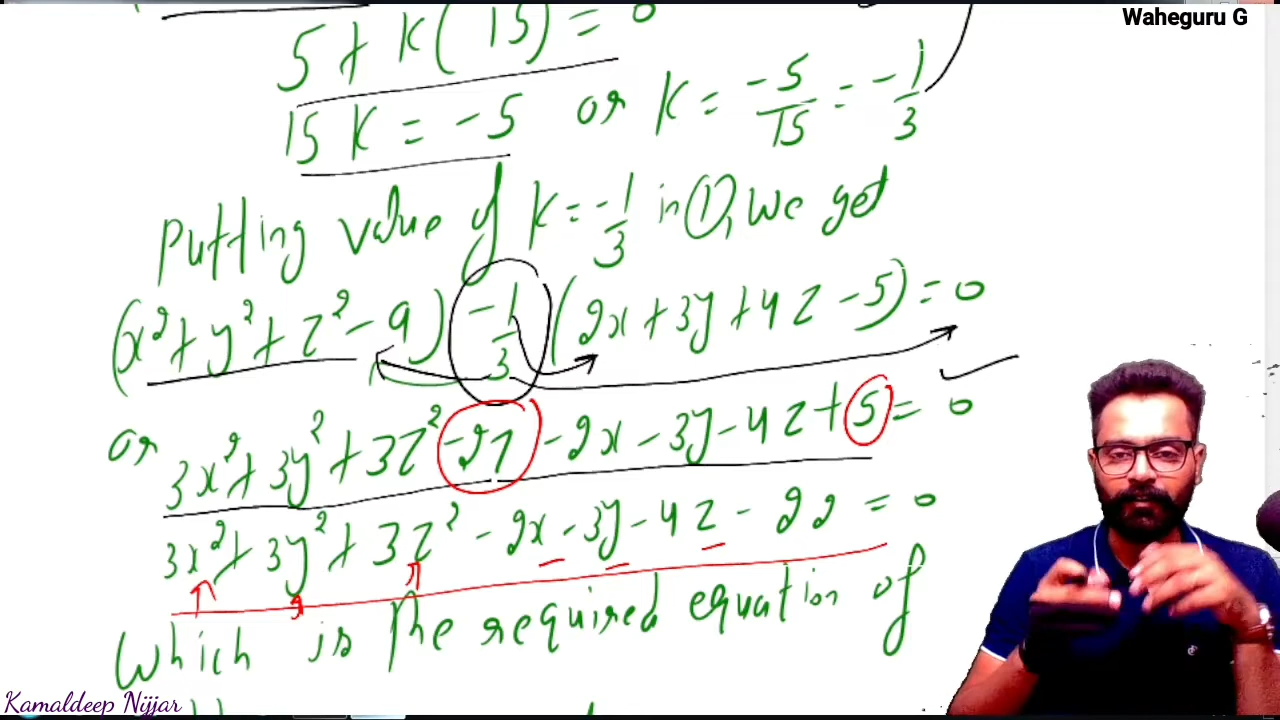 Waheguru G
5 + K( 15) = 0
15 K = -5 or K = -5/15 = -1/3
Putting value of K = -1/3 in ①, we get
(x² + y² + z² - 9) -1/3 (2x + 3y + 4z - 5) = 0
or 3x² + 3y² + 3z² - 27 - 2x - 3y - 4z + 5 = 0
3x² + 3y² + 3z² - 2x - 3y - 4z - 22 = 0
Which is the required equation of
Kamaldeep Nijjar